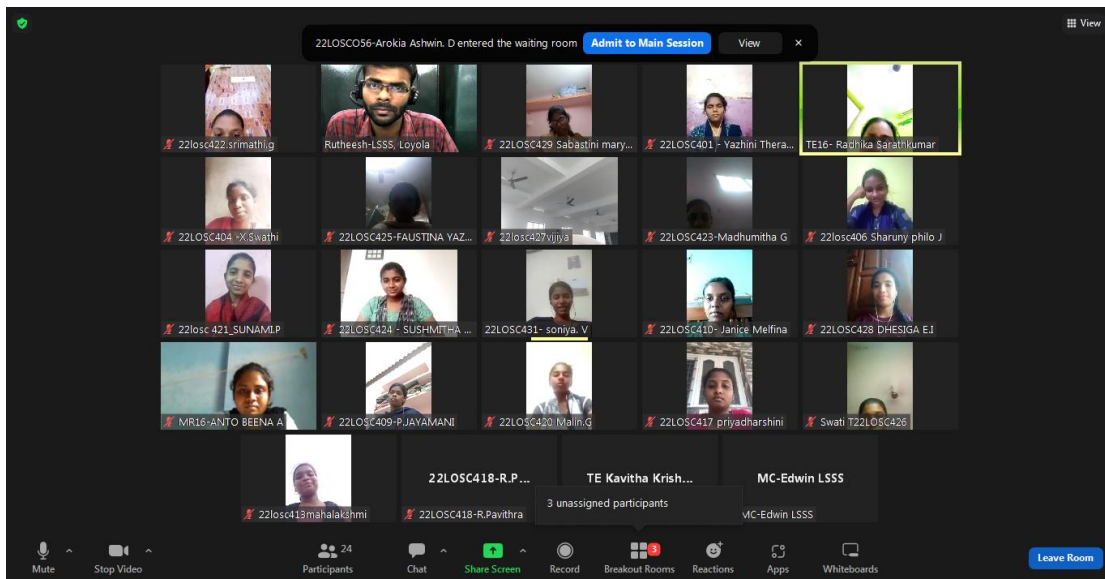 22LOSCO56-Arokia Ashwin. D entered the waiting room Admit to Main Session View ×
View
22losc422.srimathi.g
Rutheesh-LSSS, Loyola
22LOSC429 Sabastini mary...
22LOSC401 - Yazhini Thera...
TE16- Radhika Sarathkumar
22LOSC404 -X.Swathi
22LOSC425-FAUSTINA YAZ...
22losc427vijiya
22LOSC423-Madhumitha G
22losc406 Sharuny philo J
22losc 421_SUNAMI.P
22LOSC424 - SUSHMITHA ...
22LOSC431- soniya. V
22LOSC410- Janice Melfina
22LOSC428 DHESIGA E.I
MR16-ANTO BEENA A
22LOSC409-P.JAYAMANI
22LOSC420 Malin.G
22LOSC417 priyadharshini
Swati T22LOSC426
22losc413mahalakshmi
22LOSC418-R.P...
22LOSC418-R.Pavithra
TE Kavitha Krish...
MC-Edwin LSSS
MC-Edwin LSSS
3 unassigned participants
Mute
Stop Video
24
Participants
Chat
Share Screen
Record
3
Breakout Rooms
Reactions
Apps
Whiteboards
Leave Room